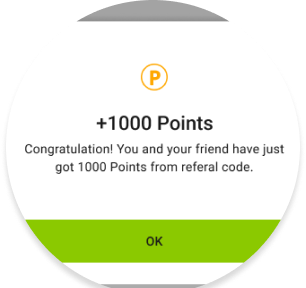 P
+1000 Points
Congratulation! You and your friend have just
got 1000 Points from referal code.
OK